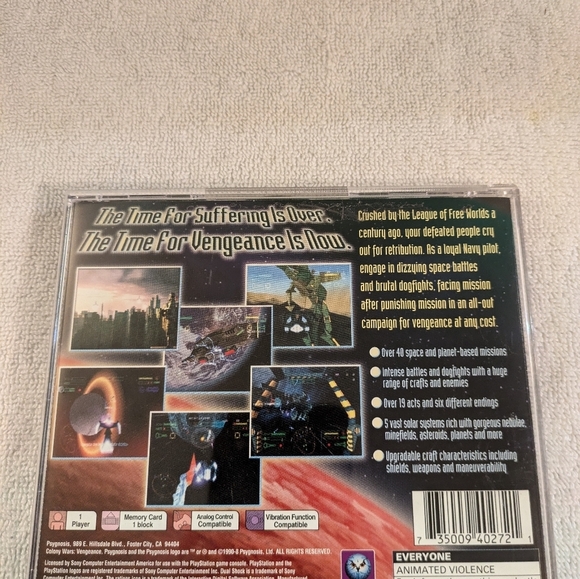 The Time For Suffering Is Over.
The Time For Vengeance Is Now.
Crushed by the League of Free Worlds a
century ago, your defeated people cry
out for retribution. As a loyal Navy pilot,
engage in dizzying space battles
and brutal dogfights, facing mission
after punishing mission in an all-out
campaign for vengeance at any cost.
Over 40 space and planet-based missions
Intense battles and dogfights with a huge
range of crafts and enemies
Over 19 acts and six different endings
5 vast solar systems rich with gorgeous nebulae,
minefields, asteroids, planets and more
Upgradable craft characteristics including
shields, weapons and maneuverability
1
Player
Memory Card
1 block
Analog Control
Compatible
Vibration Function
Compatible
7 35009 40272 1
Psygnosis, 989 E. Hillsdale Blvd., Foster City, CA 94404
Colony Wars: Vengeance, Psygnosis and the Psygnosis logo are ™ or ® and ©1990-8 Psygnosis, Ltd. ALL RIGHTS RESERVED.
Licensed by Sony Computer Entertainment America for use with the PlayStation game console. PlayStation and the
PlayStation logos are registered trademarks of Sony Computer Entertainment Inc. Dual Shock is a trademark of Sony
EVERYONE
ANIMATED VIOLENCE